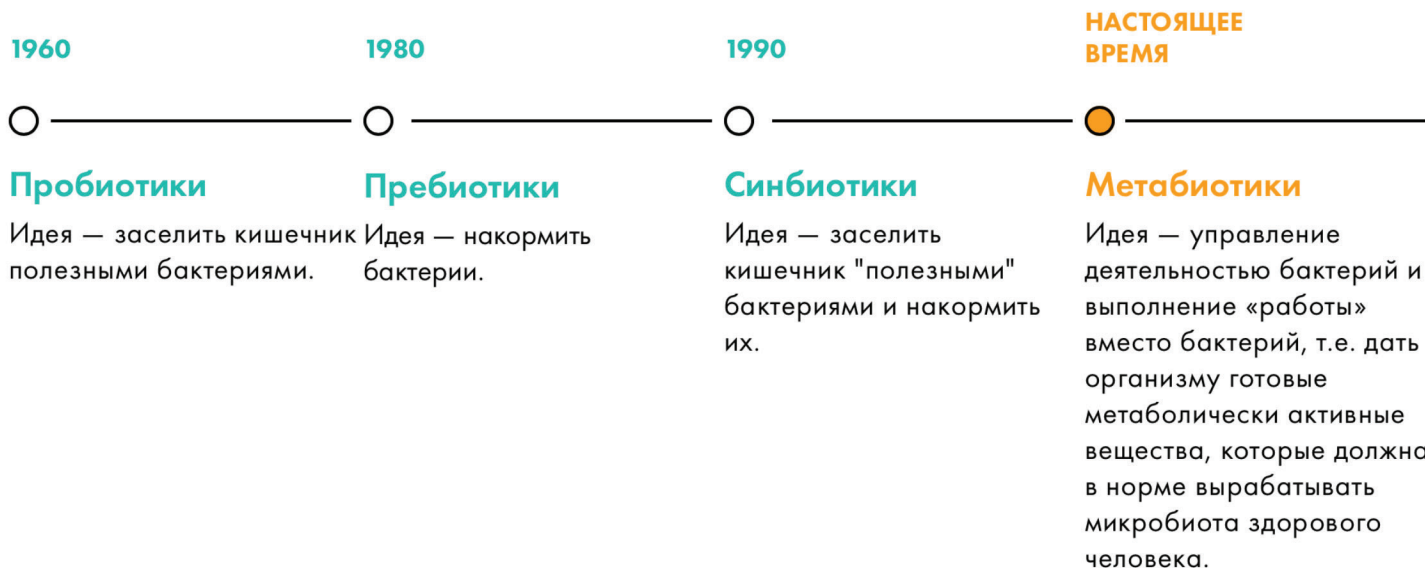 1960
Пробиотики
Идея — заселить кишечник
полезными бактериями.
1980
Пребиотики
Идея — накормить
бактерии.
1990
Синбиотики
Идея — заселить
кишечник "полезными"
бактериями и накормить
их.
НАСТОЯЩЕЕ
ВРЕМЯ
Метабиотики
Идея — управление
деятельностью бактерий и
выполнение «работы»
вместо бактерий, т.е. дать
организму готовые
метаболически активные
вещества, которые должна
в норме вырабатывать
микробиота здорового
человека.